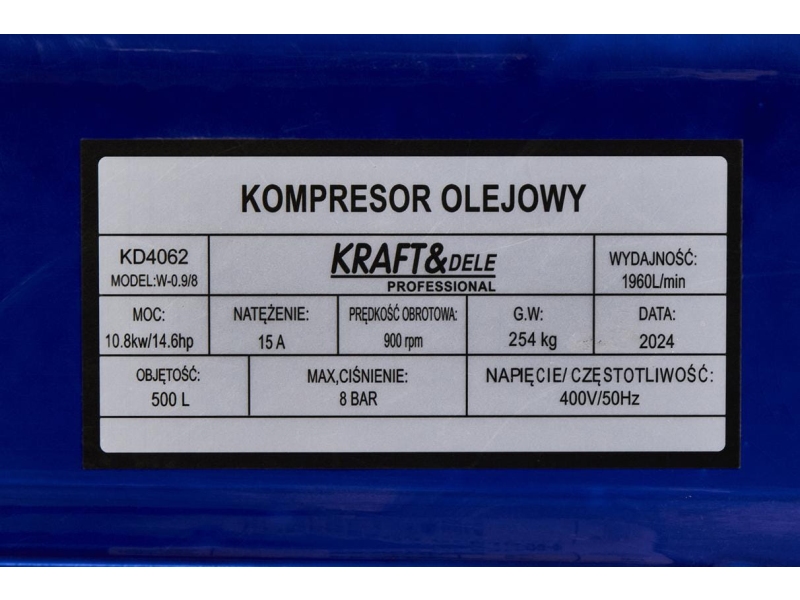 KOMPRESOR OLEJOWY
KD4062
MODEL:W-0.9/8
KRAFT&DELE
PROFESSIONAL
WYDAJNOŚĆ:
1960L/min
MOC:
10.8kw/14.6hp
NATĘŻENIE:
15 A
PRĘDKOŚĆ OBROTOWA:
900 rpm
G.W:
254 kg
DATA:
2024
OBJĘTOŚĆ:
500 L
MAX,CIŚNIENIE:
8 BAR
NAPIĘCIE/ CZĘSTOTLIWOŚĆ:
400V/50Hz